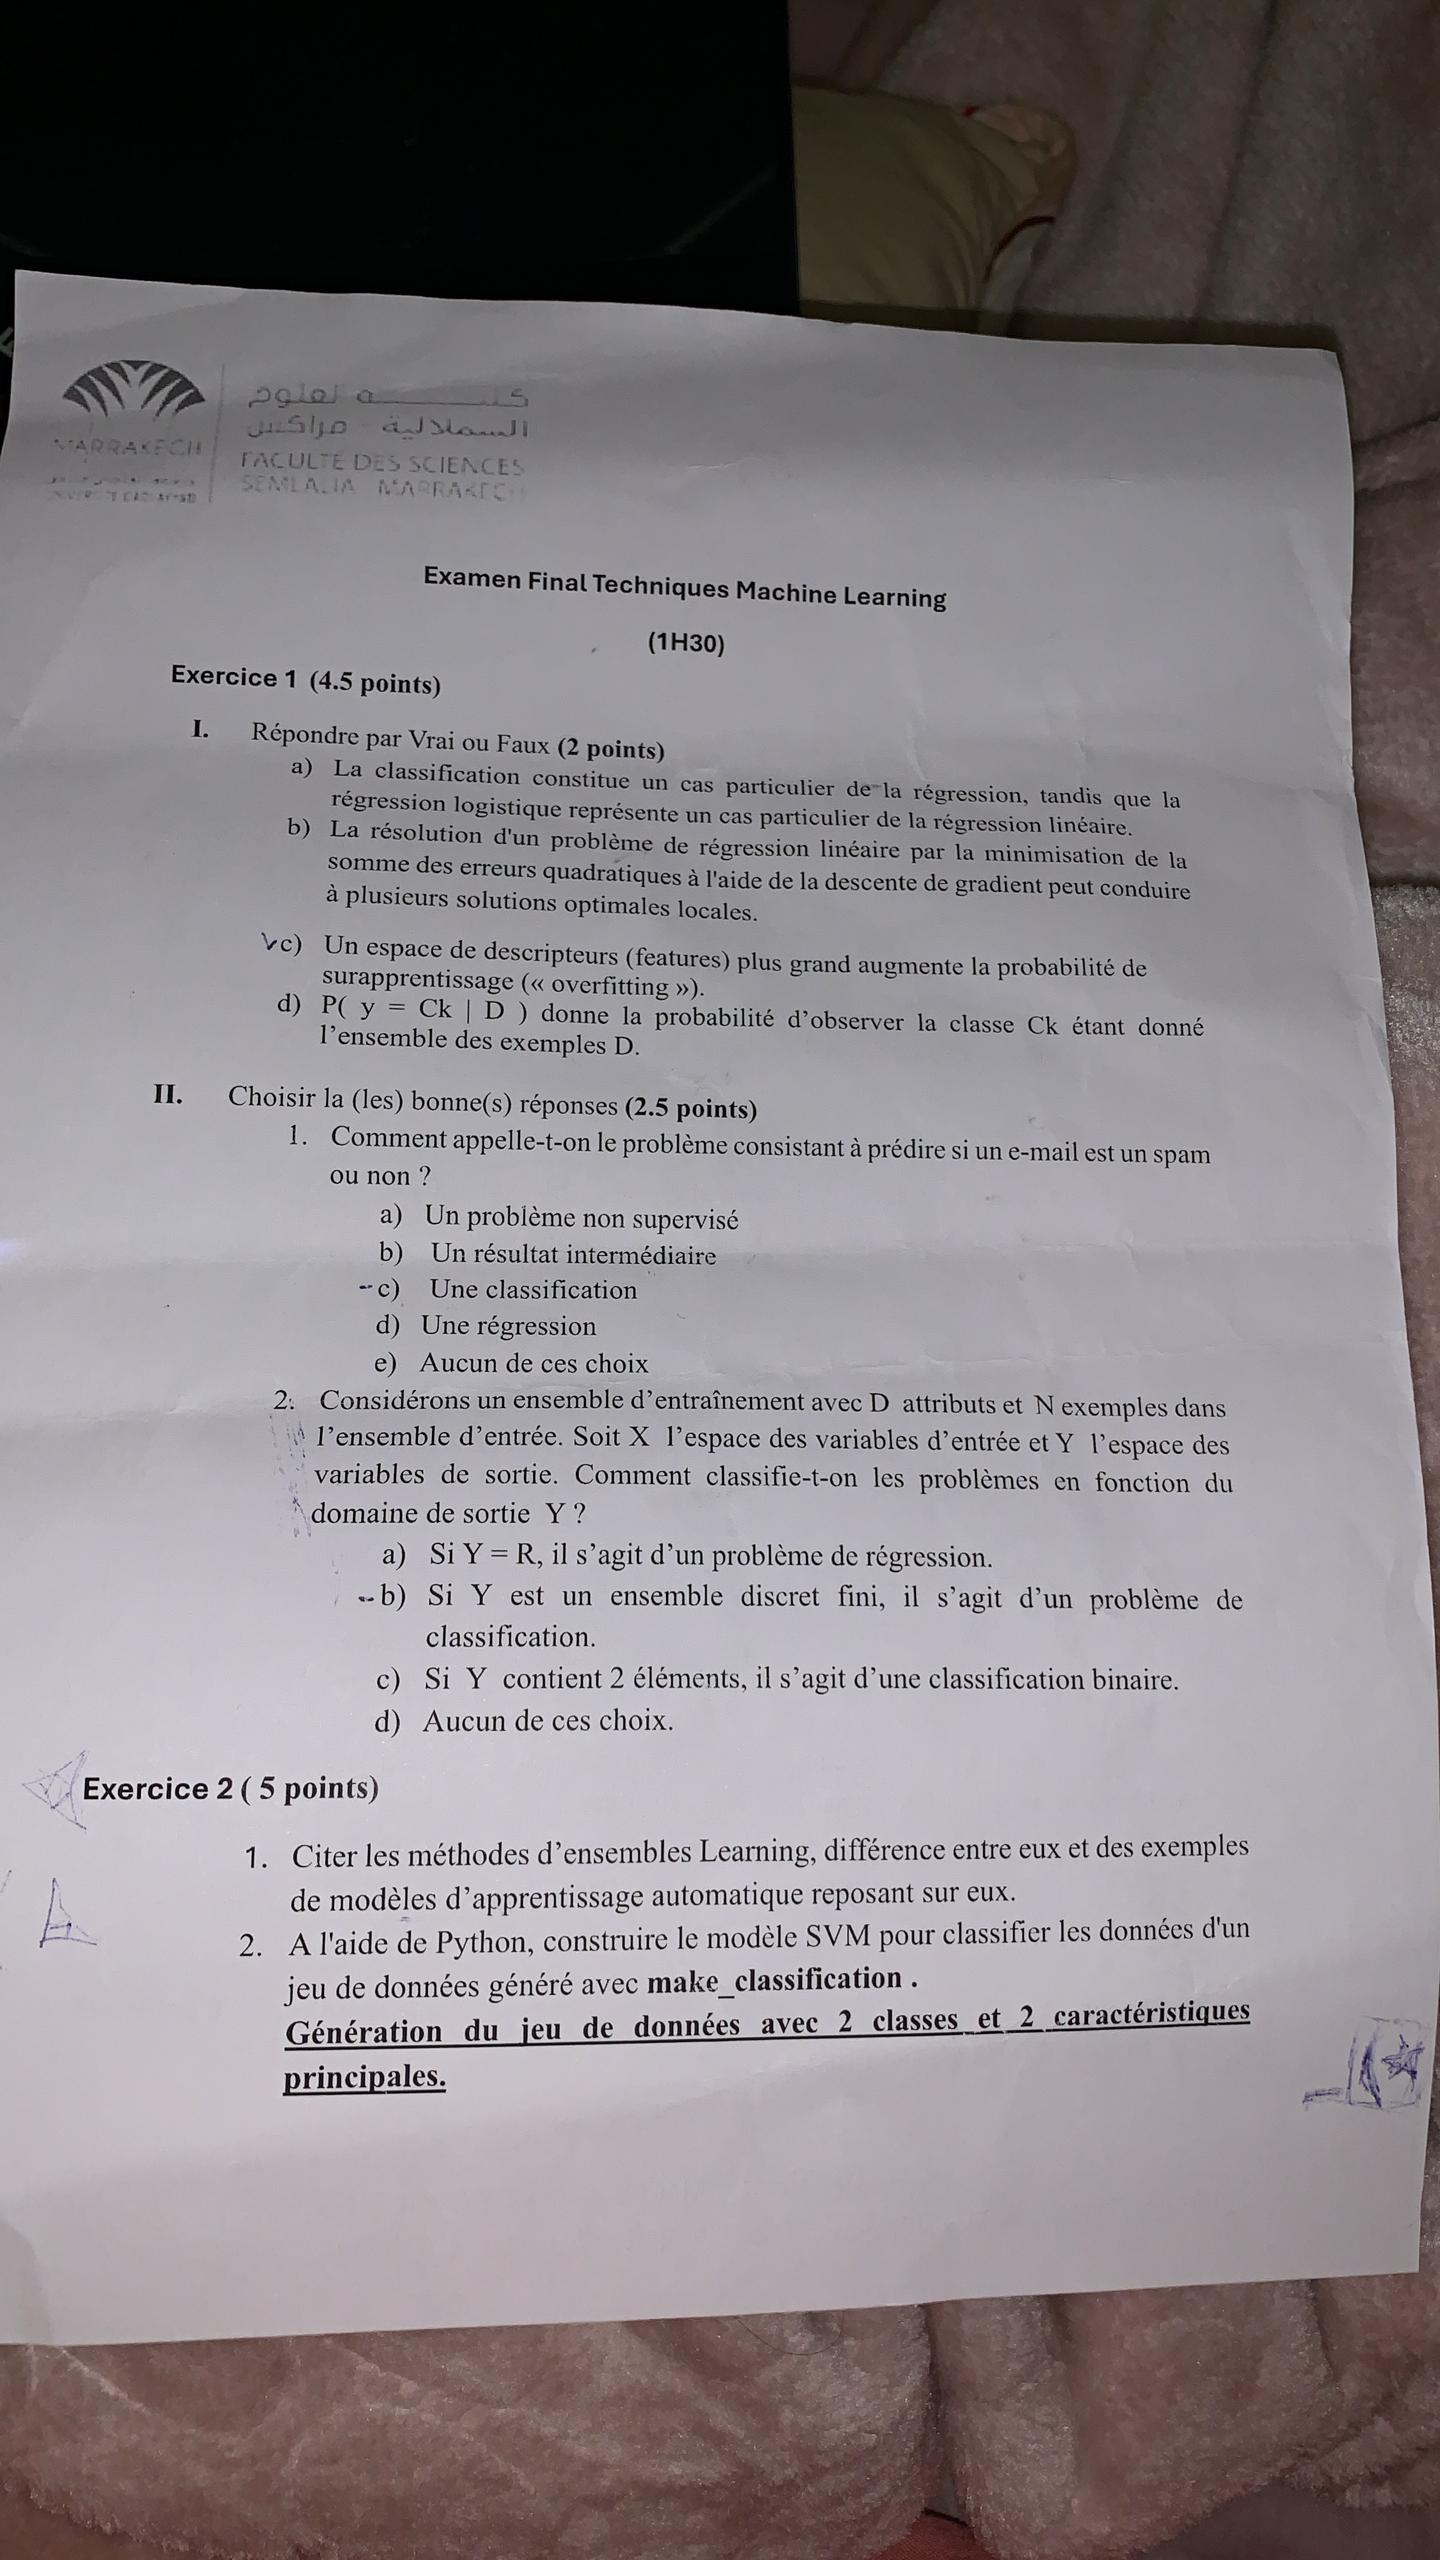 MARRAKECH
السملالية - مراكش
FACULTE DES SCIENCES
SEMLALIA MARRAKECH
Examen Final Techniques Machine Learning
(1H30)
Exercice 1 (4.5 points)
I. Répondre par Vrai ou Faux (2 points)
a) La classification constitue un cas particulier de la régression, tandis que la
régression logistique représente un cas particulier de la régression linéaire.
b) La résolution d'un problème de régression linéaire par la minimisation de la
somme des erreurs quadratiques à l'aide de la descente de gradient peut conduire
à plusieurs solutions optimales locales.
c) Un espace de descripteurs (features) plus grand augmente la probabilité de
surapprentissage (« overfitting »).
d) P( y = Ck | D ) donne la probabilité d’observer la classe Ck étant donné
l’ensemble des exemples D.
II. Choisir la (les) bonne(s) réponses (2.5 points)
1. Comment appelle-t-on le problème consistant à prédire si un e-mail est un spam
ou non ?
a) Un problème non supervisé
b) Un résultat intermédiaire
c) Une classification
d) Une régression
e) Aucun de ces choix
2. Considérons un ensemble d’entraînement avec D attributs et N exemples dans
l’ensemble d’entrée. Soit X l’espace des variables d’entrée et Y l’espace des
variables de sortie. Comment classifie-t-on les problèmes en fonction du
domaine de sortie Y ?
a) Si Y = R, il s’agit d’un problème de régression.
b) Si Y est un ensemble discret fini, il s’agit d’un problème de
classification.
c) Si Y contient 2 éléments, il s’agit d’une classification binaire.
d) Aucun de ces choix.
Exercice 2 ( 5 points)
1. Citer les méthodes d’ensembles Learning, différence entre eux et des exemples
de modèles d’apprentissage automatique reposant sur eux.
2. A l'aide de Python, construire le modèle SVM pour classifier les données d'un
jeu de données généré avec make_classification .
Génération du jeu de données avec 2 classes et 2 caractéristiques
principales.